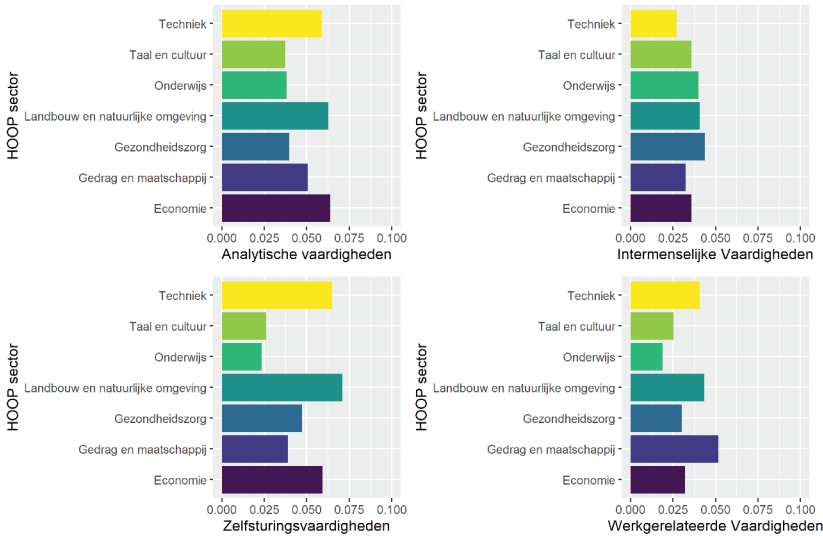 HOOP sector
Techniek
Taal en cultuur
Onderwijs
Landbouw en natuurlijke omgeving
Gezondheidszorg
Gedrag en maatschappij
Economie
0.000 0.025 0.050 0.075 0.100
Analytische vaardigheden
HOOP sector
Techniek
Taal en cultuur
Onderwijs
Landbouw en natuurlijke omgeving
Gezondheidszorg
Gedrag en maatschappij
Economie
0.000 0.025 0.050 0.075 0.100
Intermenselijke Vaardigheden
HOOP sector
Techniek
Taal en cultuur
Onderwijs
Landbouw en natuurlijke omgeving
Gezondheidszorg
Gedrag en maatschappij
Economie
0.000 0.025 0.050 0.075 0.100
Zelfsturingsvaardigheden
HOOP sector
Techniek
Taal en cultuur
Onderwijs
Landbouw en natuurlijke omgeving
Gezondheidszorg
Gedrag en maatschappij
Economie
0.000 0.025 0.050 0.075 0.100
Werkgerelateerde Vaardigheden